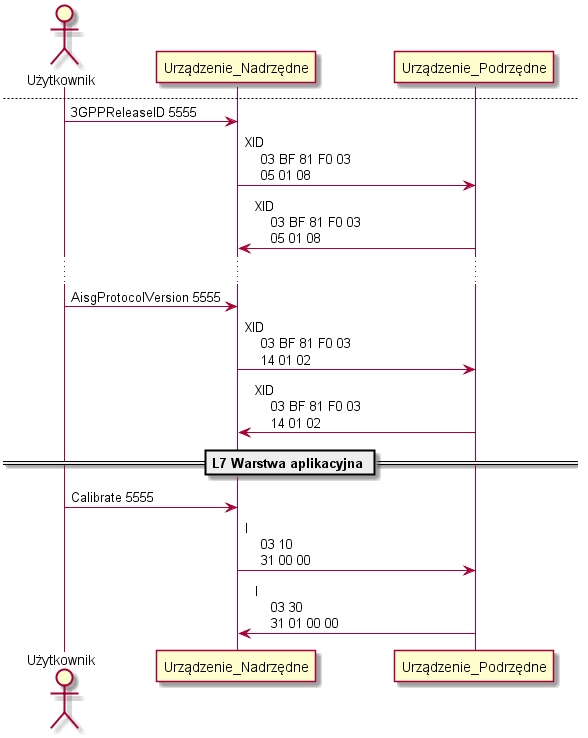 Użytkownik
Urządzenie_Nadrzędne
Urządzenie_Podrzędne
3GPPReleaseID 5555
XID
03 BF 81 F0 03
05 01 08
XID
03 BF 81 F0 03
05 01 08
AisgProtocolVersion 5555
XID
03 BF 81 F0 03
14 01 02
XID
03 BF 81 F0 03
14 01 02
L7 Warstwa aplikacyjna
Calibrate 5555
I
03 10
31 00 00
I
03 30
31 01 00 00
Użytkownik
Urządzenie_Nadrzędne
Urządzenie_Podrzędne